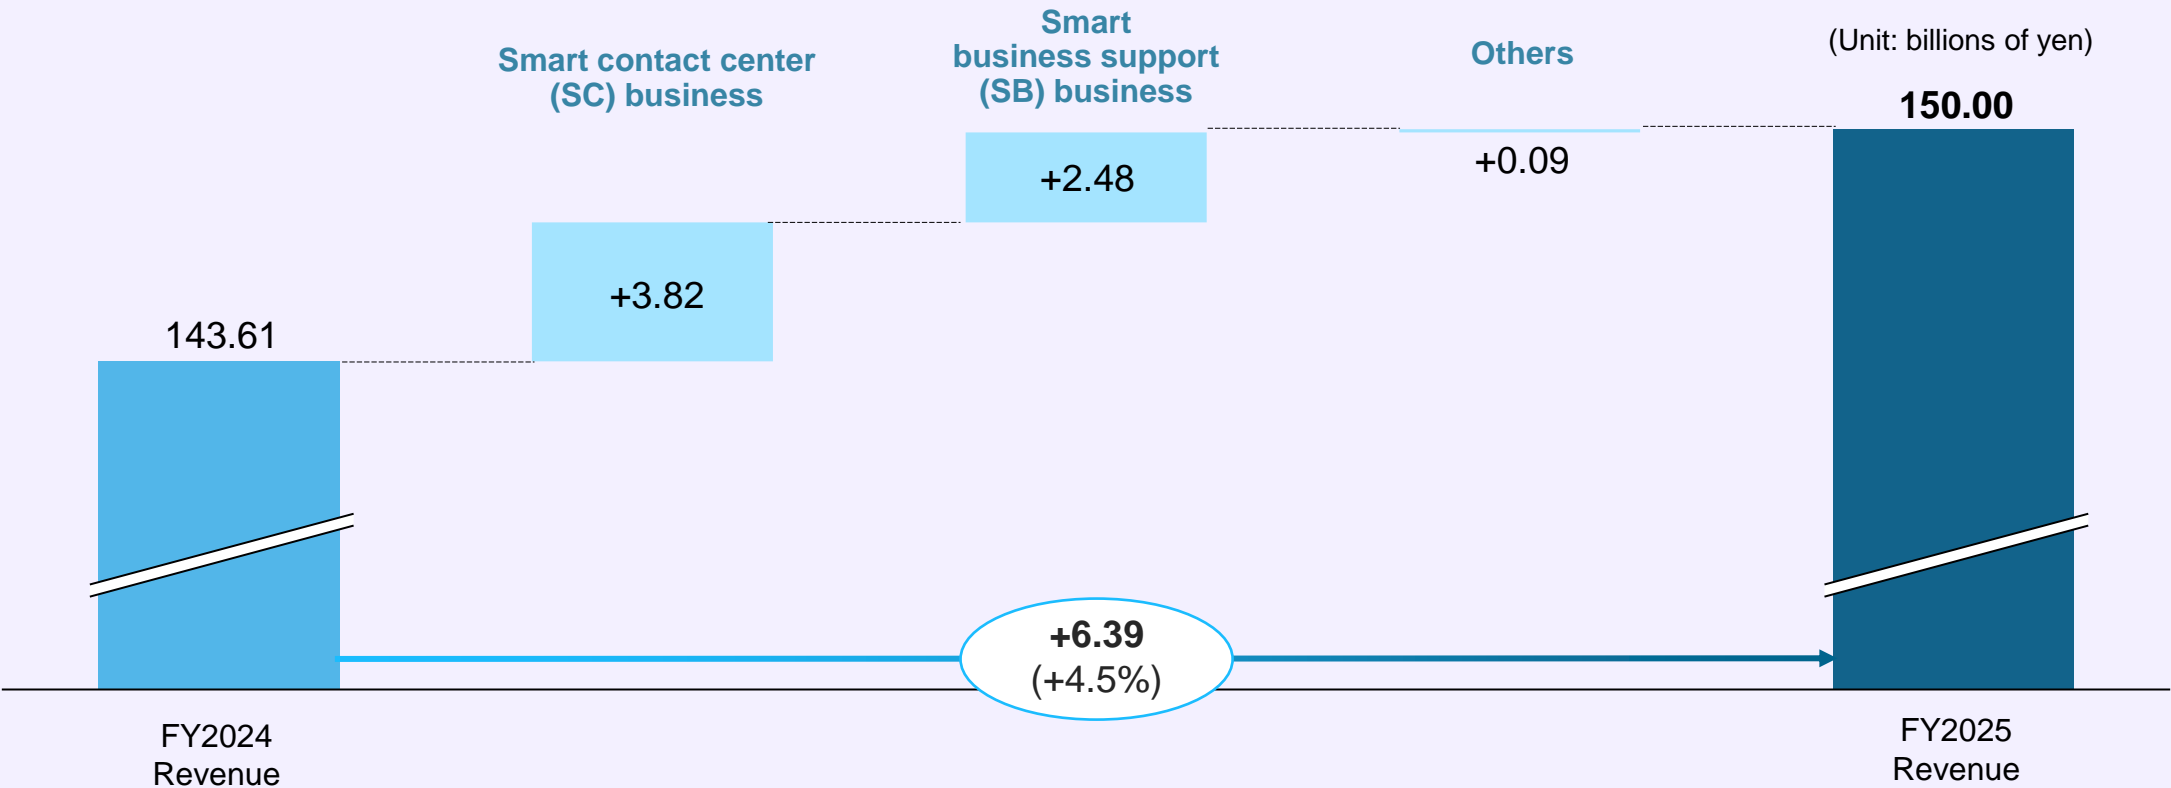 Smart contact center
(SC) business
Smart
business support
(SB) business
Others
(Unit: billions of yen)
150.00
+2.48
+0.09
+3.82
143.61
+6.39
(+4.5%)
FY2024
Revenue
FY2025
Revenue